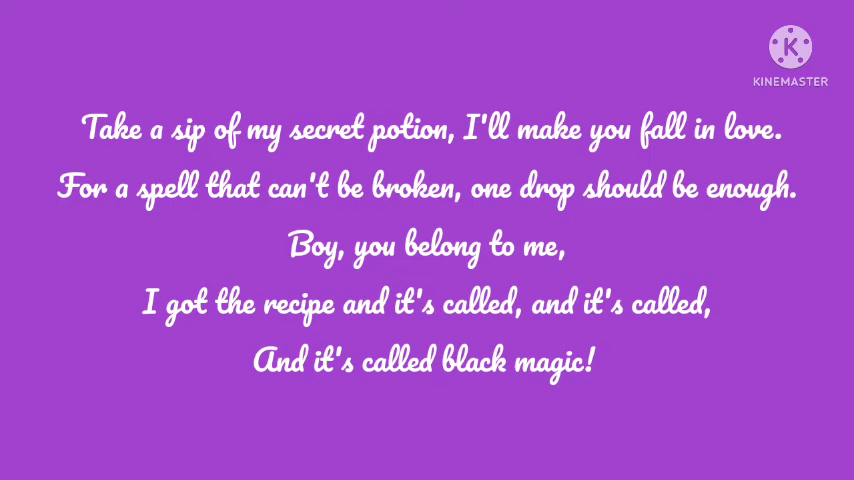 K
KINEMASTER
Take a sip of my secret potion, I'll make you fall in love.
For a spell that can't be broken, one drop should be enough.
Boy, you belong to me,
I got the recipe and it's called, and it's called,
And it's called black magic!